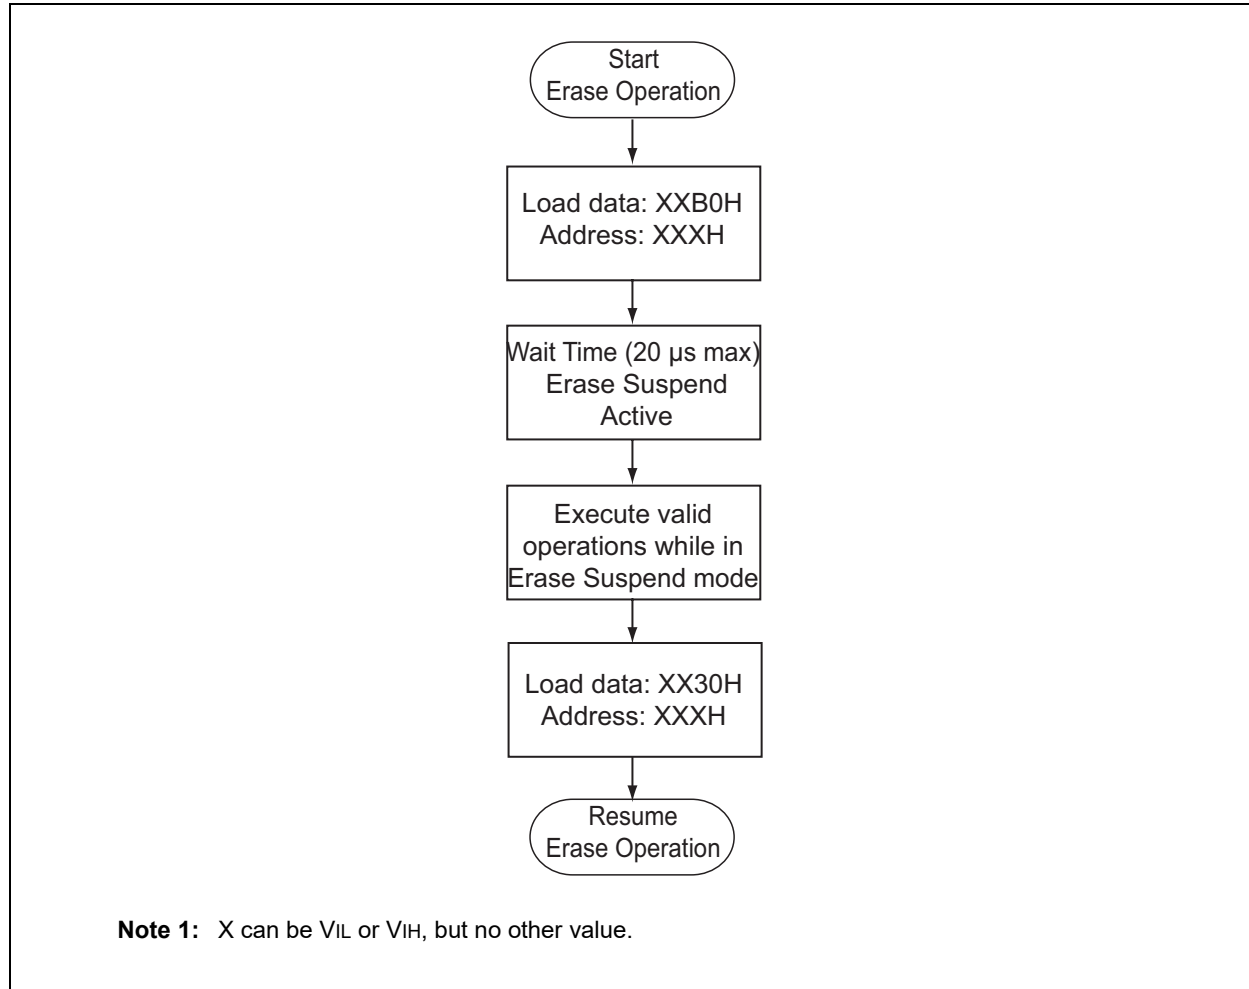 Start
Erase Operation
Load data: XXB0H
Address: XXXH
Wait Time (20 µs max)
Erase Suspend
Active
Execute valid
operations while in
Erase Suspend mode
Load data: XX30H
Address: XXXH
Resume
Erase Operation
Note 1: X can be VIL or VIH, but no other value.